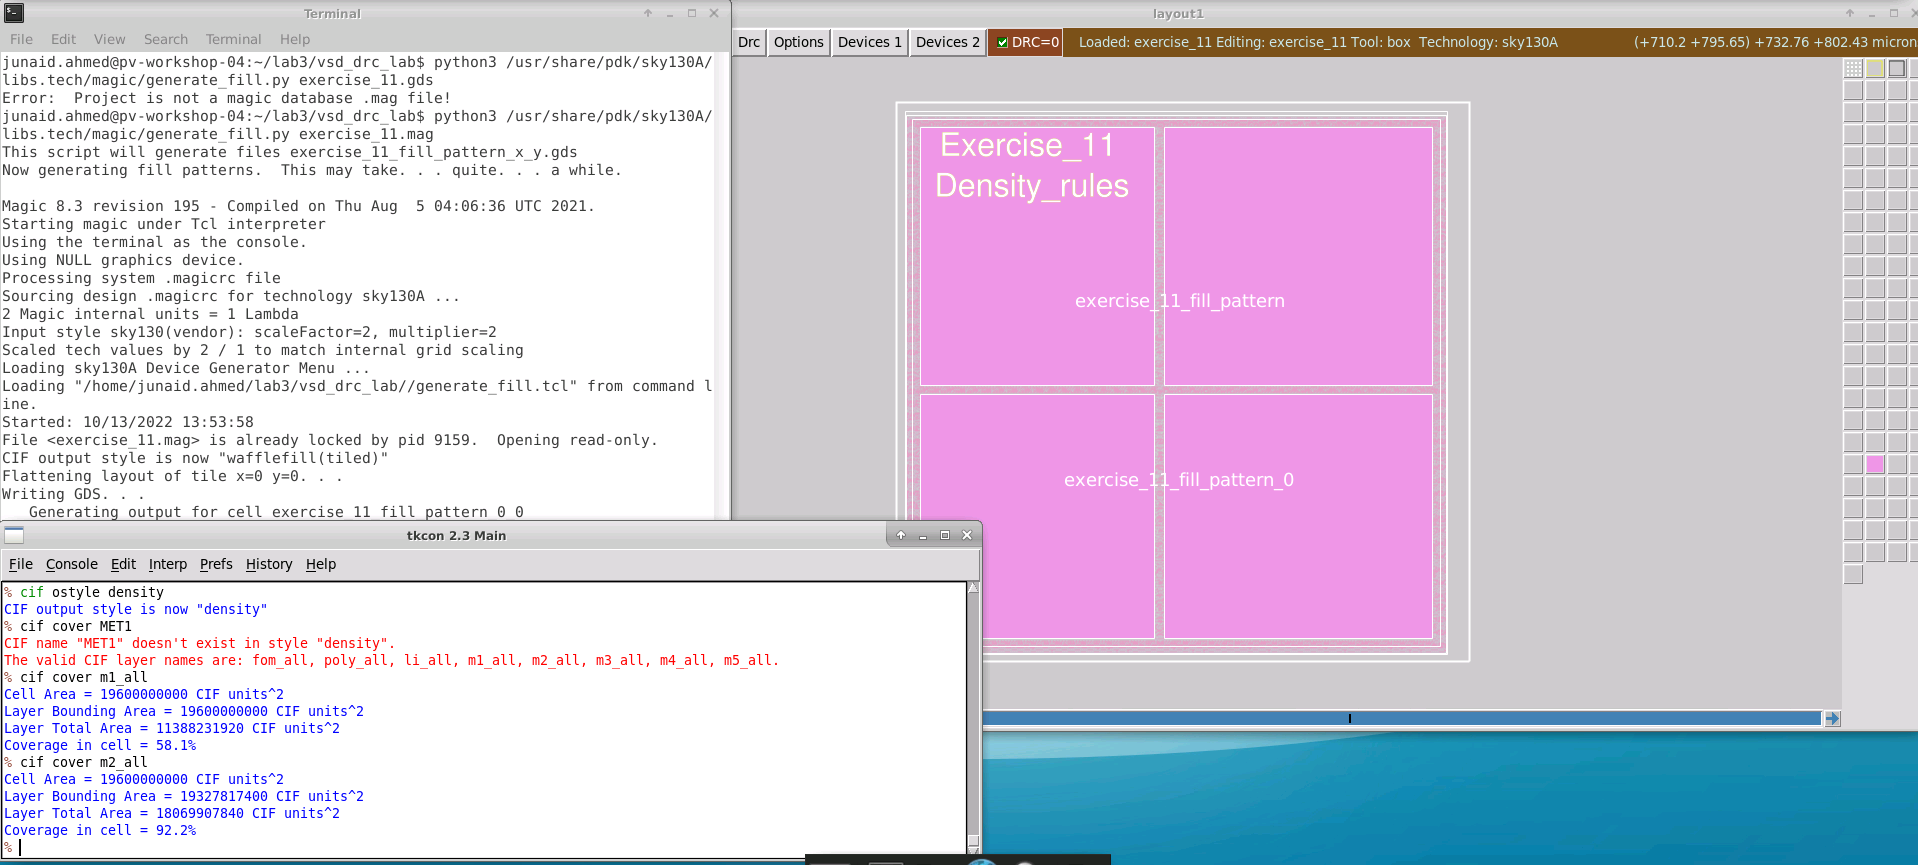 Terminal
File Edit View Search Terminal Help
junaid.ahmed@pv-workshop-04:~/lab3/vsd_drc_lab$ python3 /usr/share/pdk/sky130A/
libs.tech/magic/generate_fill.py exercise_11.gds
Error:  Project is not a magic database .mag file!
junaid.ahmed@pv-workshop-04:~/lab3/vsd_drc_lab$ python3 /usr/share/pdk/sky130A/
libs.tech/magic/generate_fill.py exercise_11.mag
This script will generate files exercise_11_fill_pattern_x_y.gds
Now generating fill patterns.  This may take. . . quite. . . a while.
Magic 8.3 revision 195 - Compiled on Thu Aug  5 04:06:36 UTC 2021.
Starting magic under Tcl interpreter
Using the terminal as the console.
Using NULL graphics device.
Processing system .magicrc file
Sourcing design .magicrc for technology sky130A ...
2 Magic internal units = 1 Lambda
Input style sky130(vendor): scaleFactor=2, multiplier=2
Scaled tech values by 2 / 1 to match internal grid scaling
Loading sky130A Device Generator Menu ...
Loading "/home/junaid.ahmed/lab3/vsd_drc_lab//generate_fill.tcl" from command l
ine.
Started: 10/13/2022 13:53:58
File <exercise_11.mag> is already locked by pid 9159.  Opening read-only.
CIF output style is now "wafflefill(tiled)"
Flattening layout of tile x=0 y=0. . .
Writing GDS. . .
Generating output for cell exercise_11_fill_pattern_0_0
layout1
Drc Options Devices 1 Devices 2 DRC=0 Loaded: exercise_11 Editing: exercise_11 Tool: box  Technology: sky130A (+710.2 +795.65) +732.76 +802.43 micron
Exercise_11
Density_rules
exercise_11_fill_pattern
exercise_11_fill_pattern_0
tkcon 2.3 Main
File Console Edit Interp Prefs History Help
% cif ostyle density
CIF output style is now "density"
% cif cover MET1
CIF name "MET1" doesn't exist in style "density".
The valid CIF layer names are: fom_all, poly_all, li_all, m1_all, m2_all, m3_all, m4_all, m5_all.
% cif cover m1_all
Cell Area = 19600000000 CIF units^2
Layer Bounding Area = 19600000000 CIF units^2
Layer Total Area = 11388231920 CIF units^2
Coverage in cell = 58.1%
% cif cover m2_all
Cell Area = 19600000000 CIF units^2
Layer Bounding Area = 19327817400 CIF units^2
Layer Total Area = 18069907840 CIF units^2
Coverage in cell = 92.2%
%